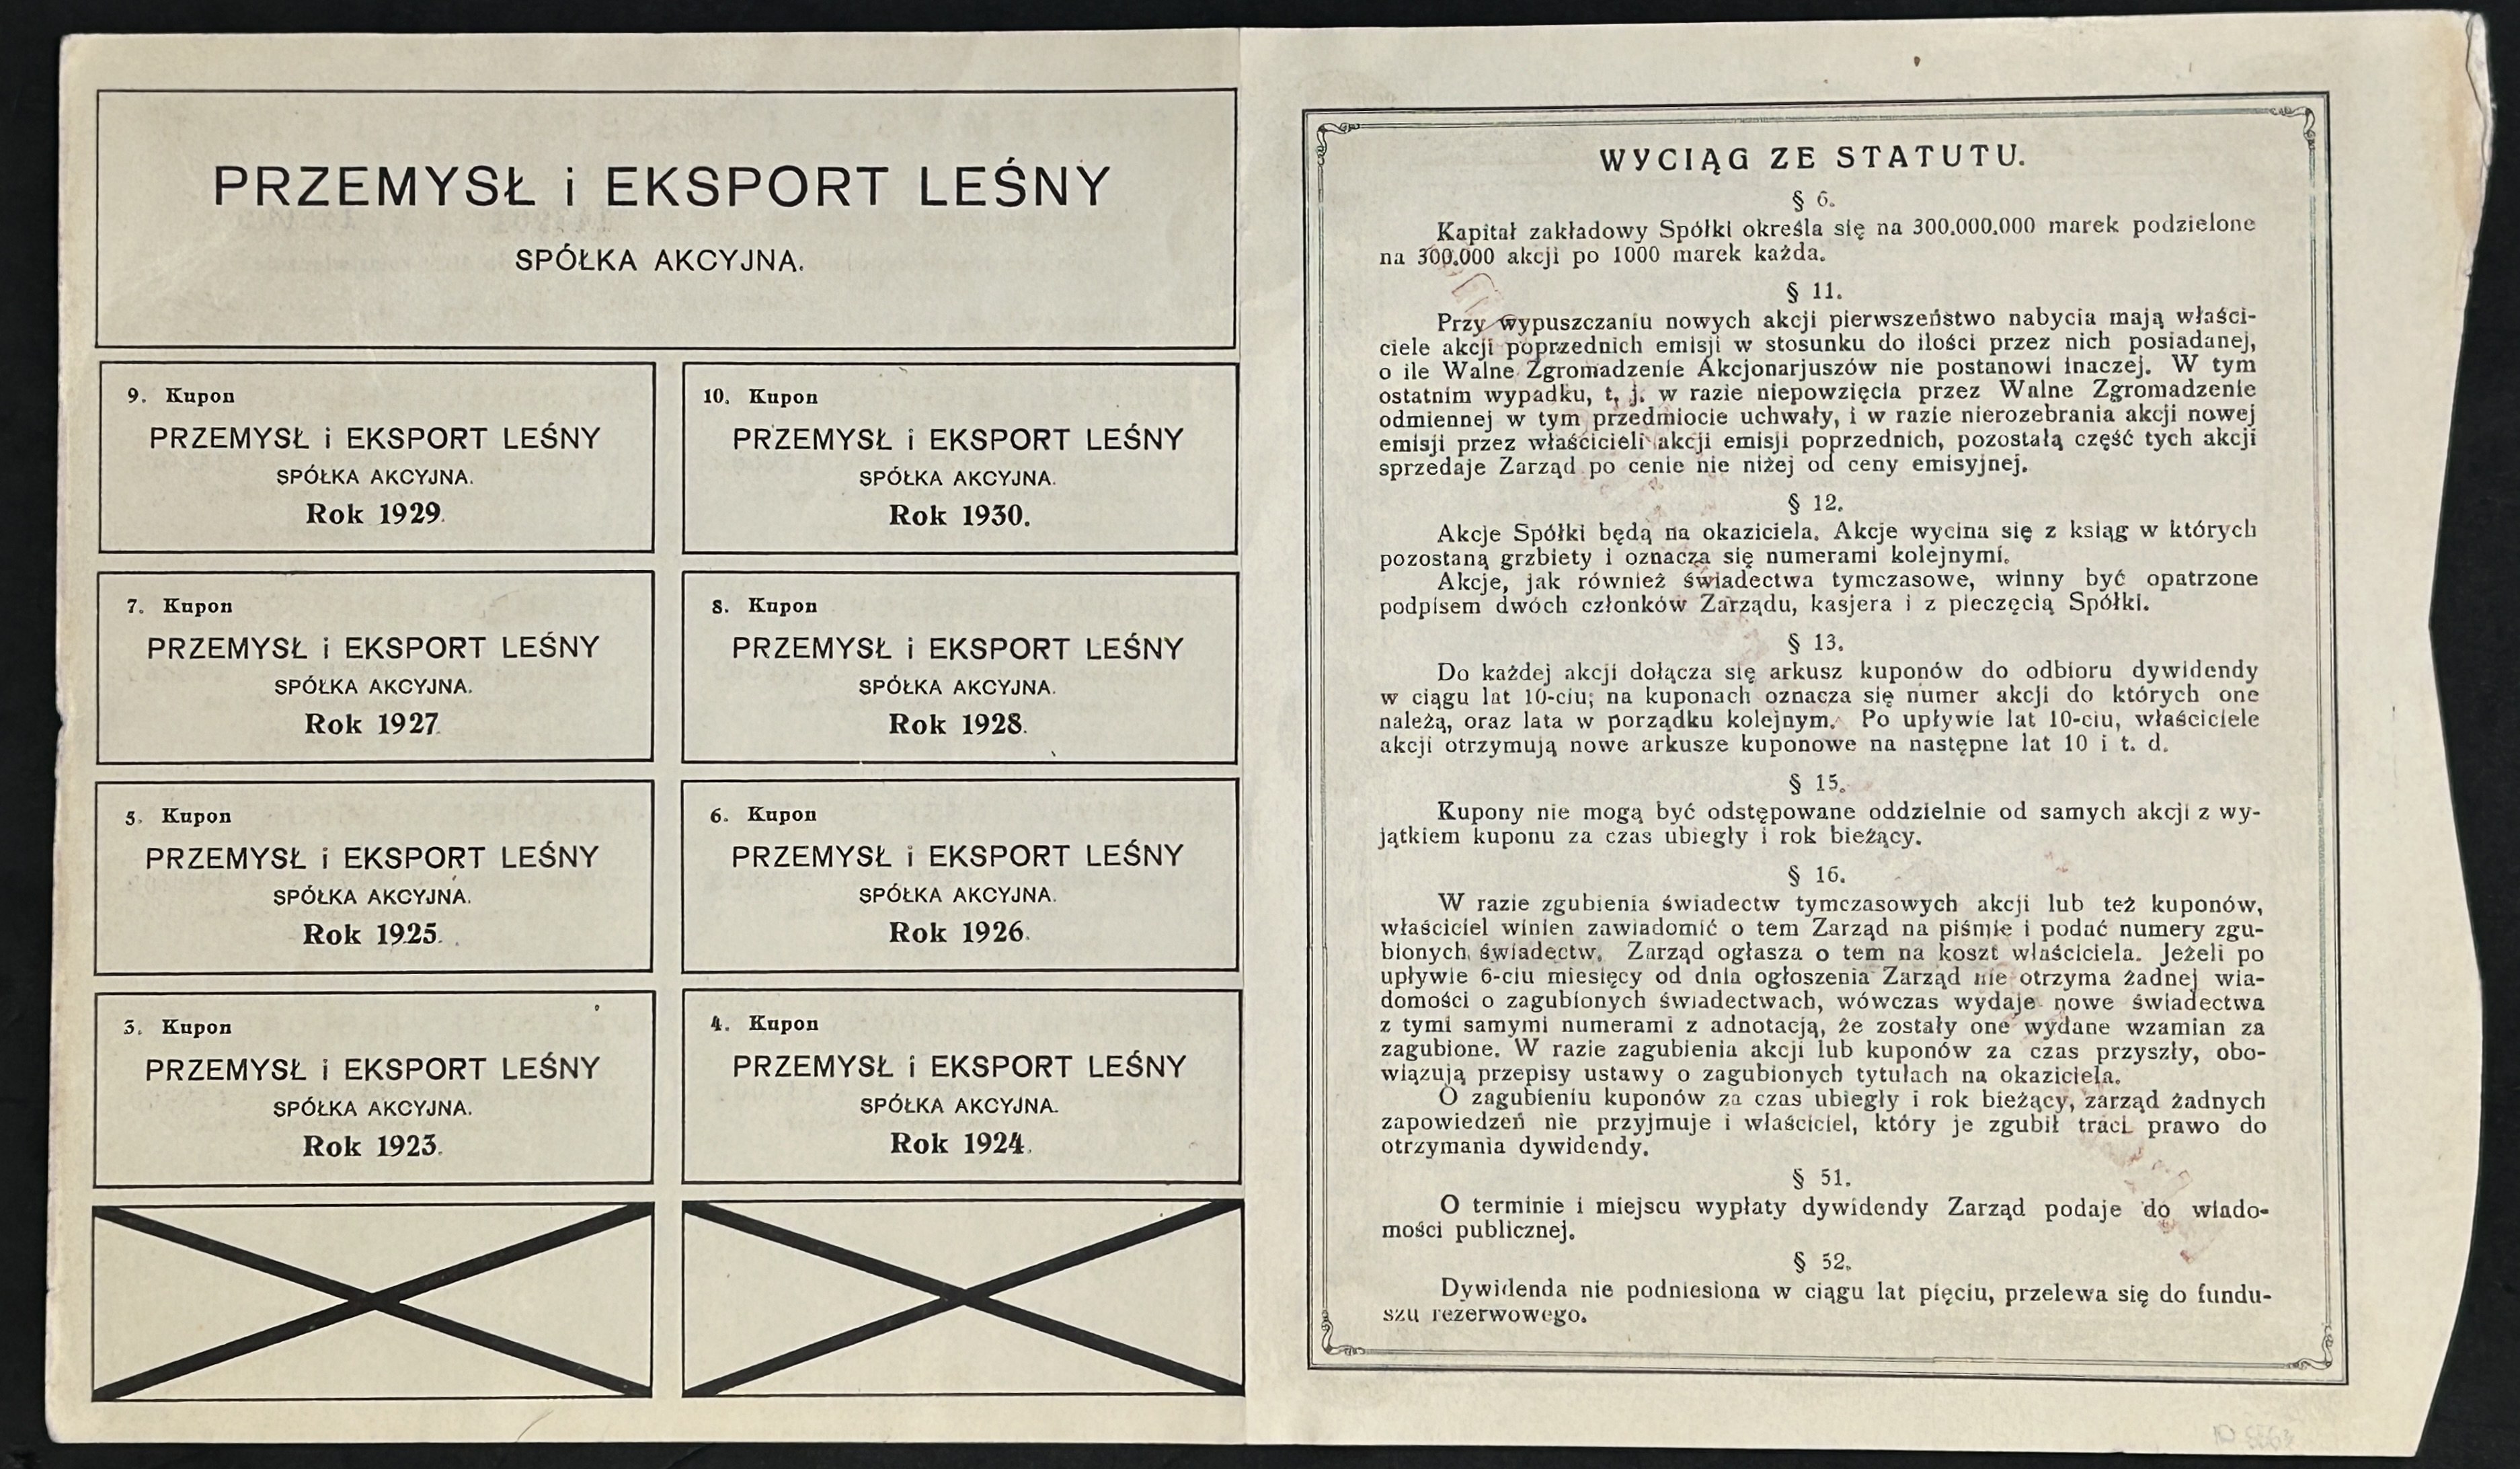 PRZEMYSŁ i EKSPORT LEŚNY
SPÓŁKA AKCYJNA.
9. Kupon
PRZEMYSŁ i EKSPORT LEŚNY
SPÓŁKA AKCYJNA.
Rok 1929.
10. Kupon
PRZEMYSŁ i EKSPORT LEŚNY
SPÓŁKA AKCYJNA.
Rok 1930.
7. Kupon
PRZEMYSŁ i EKSPORT LEŚNY
SPÓŁKA AKCYJNA.
Rok 1927.
8. Kupon
PRZEMYSŁ i EKSPORT LEŚNY
SPÓŁKA AKCYJNA.
Rok 1928.
5. Kupon
PRZEMYSŁ i EKSPORT LEŚNY
SPÓŁKA AKCYJNA.
Rok 1925.
6. Kupon
PRZEMYSŁ i EKSPORT LEŚNY
SPÓŁKA AKCYJNA.
Rok 1926.
3. Kupon
PRZEMYSŁ i EKSPORT LEŚNY
SPÓŁKA AKCYJNA.
Rok 1923.
4. Kupon
PRZEMYSŁ i EKSPORT LEŚNY
SPÓŁKA AKCYJNA.
Rok 1924.
WYCIĄG ZE STATUTU.
§ 6.
Kapitał zakładowy Spółki określa się na 300.000.000 marek podzielone
na 300.000 akcji po 1000 marek każda.
§ 11.
Przy wypuszczaniu nowych akcji pierwszeństwo nabycia mają właści-
ciele akcji poprzednich emisji w stosunku do ilości przez nich posiadanej,
o ile Walne Zgromadzenie Akcjonarjuszów nie postanowi inaczej. W tym
ostatnim wypadku, t. j. w razie niepowzięcia przez Walne Zgromadzenie
odmiennej w tym przedmiocie uchwały, i w razie nierozebrania akcji nowej
emisji przez właścicieli akcji emisji poprzednich, pozostałą część tych akcji
sprzedaje Zarząd po cenie nie niżej od ceny emisyjnej.
§ 12.
Akcje Spółki będą na okaziciela. Akcje wycina się z ksiąg w których
pozostaną grzbiety i oznacza się numerami kolejnymi.
Akcje, jak również świadectwa tymczasowe, winny być opatrzone
podpisem dwóch członków Zarządu, kasjera i z pieczęcią Spółki.
§ 13.
Do każdej akcji dołącza się arkusz kuponów do odbioru dywidendy
w ciągu lat 10-ciu; na kuponach oznacza się numer akcji do których one
należą, oraz lata w porządku kolejnym. Po upływie lat 10-ciu, właściciele
akcji otrzymują nowe arkusze kuponowe na następne lat 10 i t. d.
§ 15.
Kupony nie mogą być odstępowane oddzielnie od samych akcji z wy-
jątkiem kuponu za czas ubiegły i rok bieżący.
§ 16.
W razie zgubienia świadectw tymczasowych akcji lub też kuponów,
właściciel winien zawiadomić o tem Zarząd na piśmie i podać numery zgu-
bionych świadectw. Zarząd ogłasza o tem na koszt właściciela. Jeżeli po
upływie 6-ciu miesięcy od dnia ogłoszenia Zarząd nie otrzyma żadnej wia-
domości o zagubionych świadectwach, wówczas wydaje nowe świadectwa
z tymi samymi numerami z adnotacją, że zostały one wydane wzamian za
zagubione. W razie zagubienia akcji lub kuponów za czas przyszły, obo-
wiązują przepisy ustawy o zagubionych tytułach na okaziciela.
O zagubieniu kuponów za czas ubiegły i rok bieżący, zarząd żadnych
zapowiedzeń nie przyjmuje i właściciel, który je zgubił traci prawo do
otrzymania dywidendy.
§ 51.
O terminie i miejscu wypłaty dywidendy Zarząd podaje do wiado-
mości publicznej.
§ 52.
Dywidenda nie podniesiona w ciągu lat pięciu, przelewa się do fundu-
szu rezerwowego.